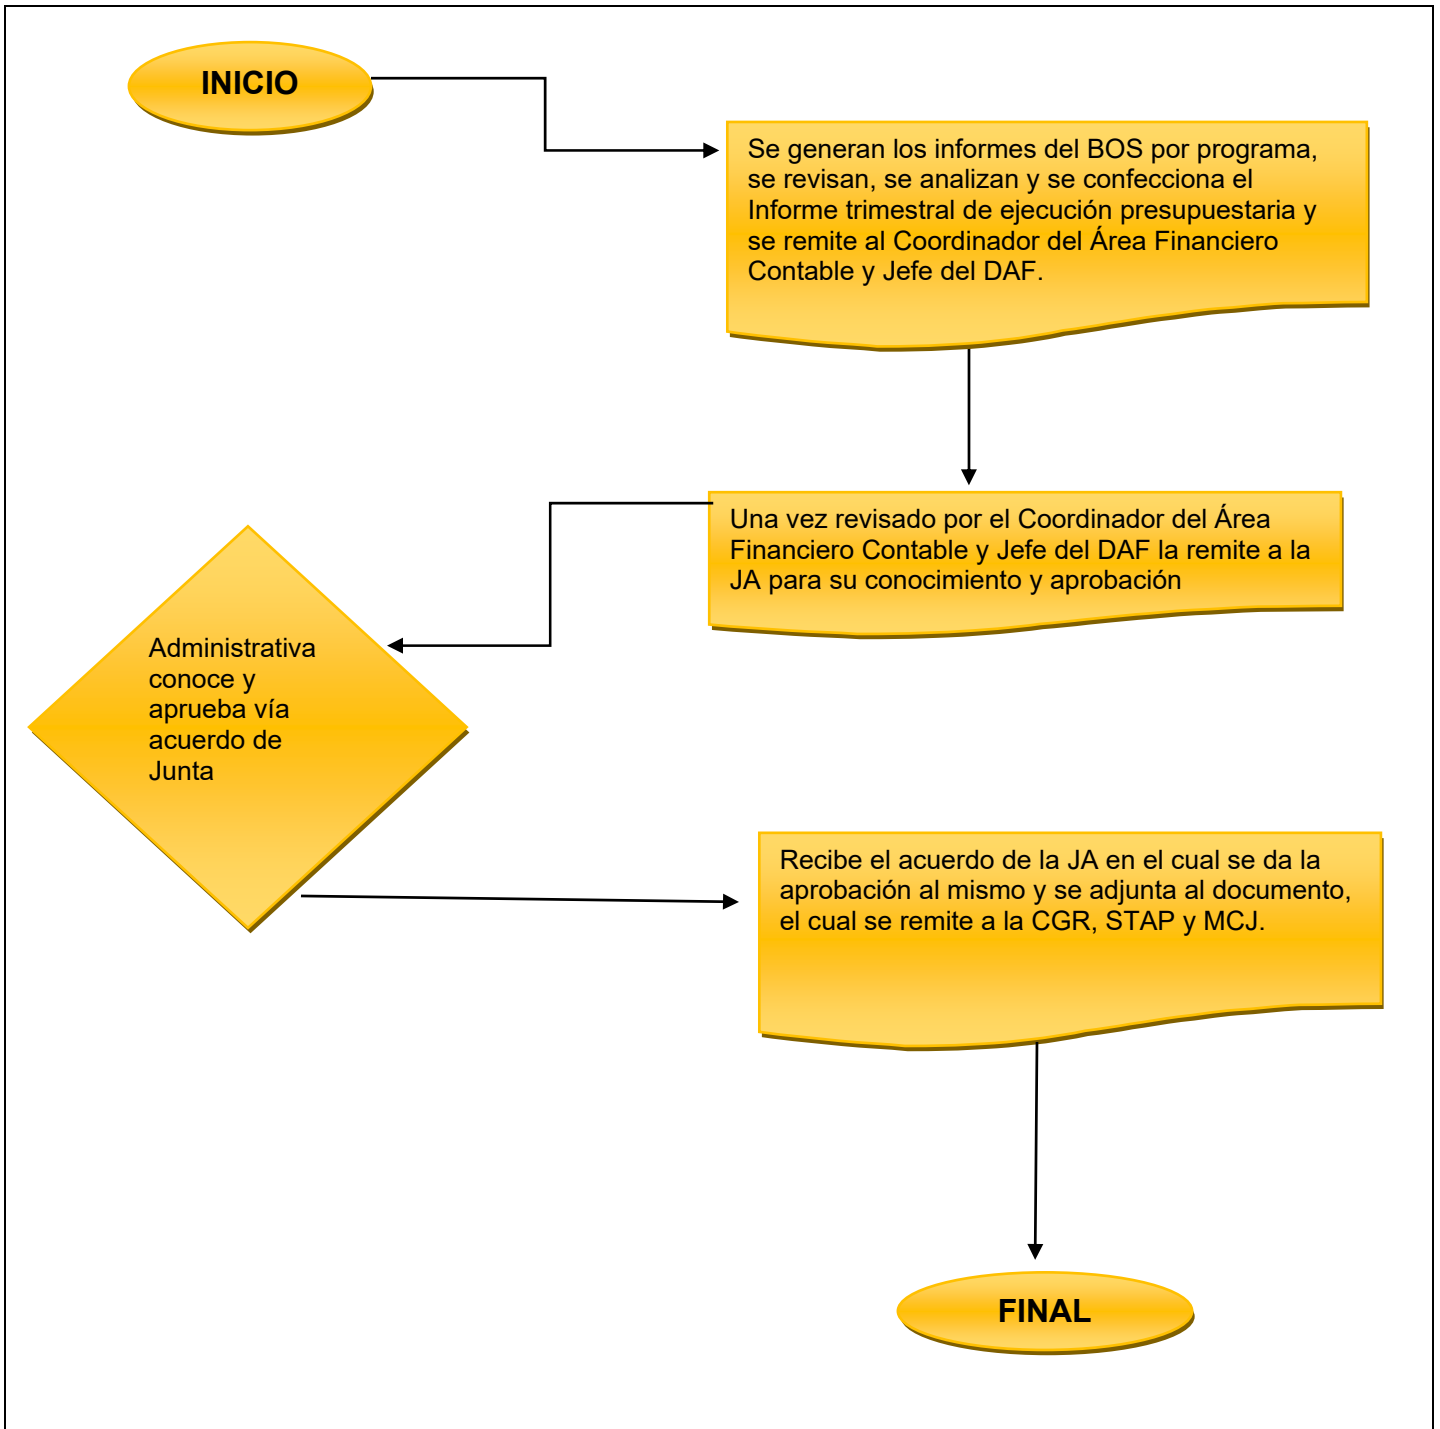 INICIO
Se generan los informes del BOS por programa,
se revisan, se analizan y se confecciona el
Informe trimestral de ejecución presupuestaria y
se remite al Coordinador del Área Financiero
Contable y Jefe del DAF.
Una vez revisado por el Coordinador del Área
Financiero Contable y Jefe del DAF la remite a la
JA para su conocimiento y aprobación
Administrativa
conoce y
aprueba vía
acuerdo de
Junta
Recibe el acuerdo de la JA en el cual se da la
aprobación al mismo y se adjunta al documento,
el cual se remite a la CGR, STAP y MCJ.
FINAL